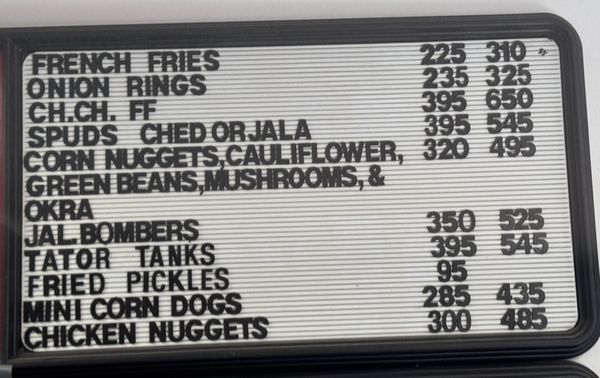 FRENCH FRIES 225 310
ONION RINGS 235 325
CH.CH. FF 395 650
SPUDS CHED OR JALA 395 545
CORN NUGGETS,CAULIFLOWER, 320 495
GREEN BEANS,MUSHROOMS, &
OKRA
JAL.BOMBERS 350 525
TATOR TANKS 395 545
FRIED PICKLES 95
MINI CORN DOGS 285 435
CHICKEN NUGGETS 300 485